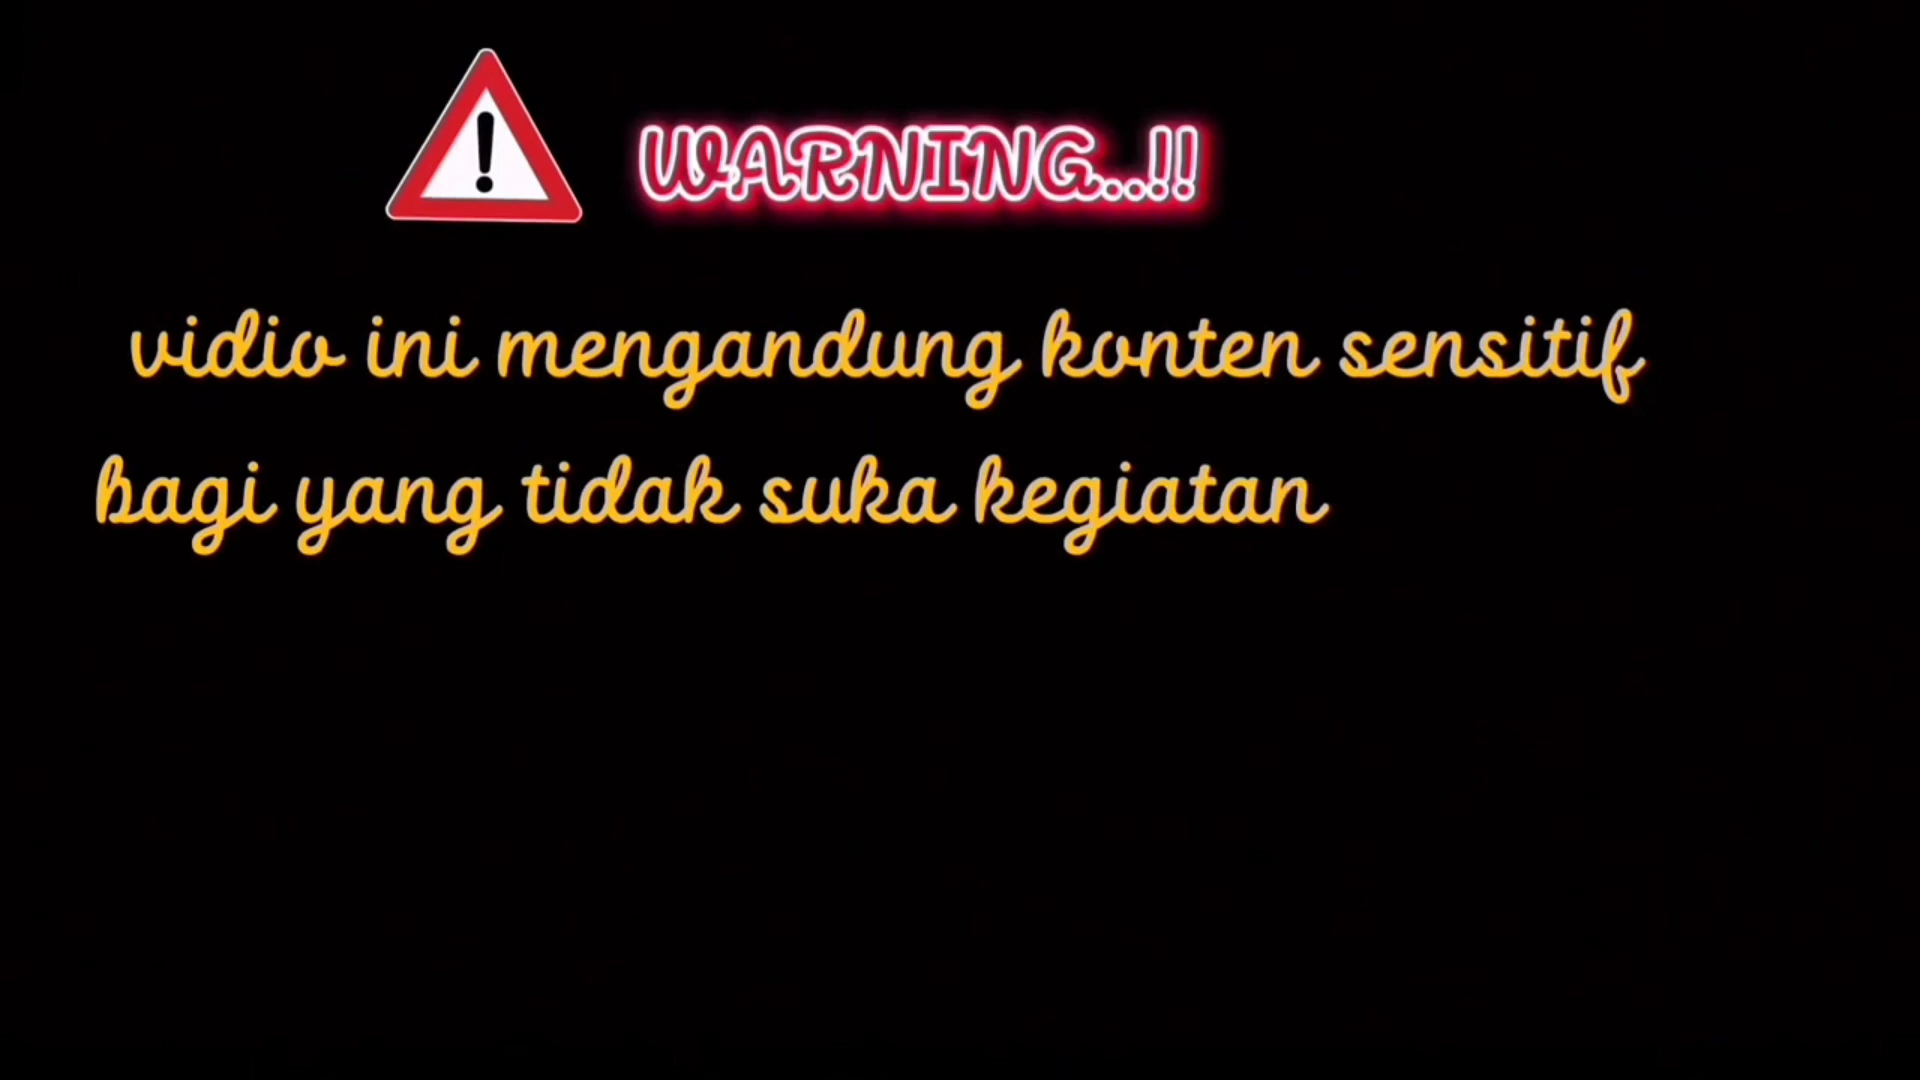 WARNING..!!
vidio ini mengandung konten sensitif
bagi yang tidak suka kegiatan